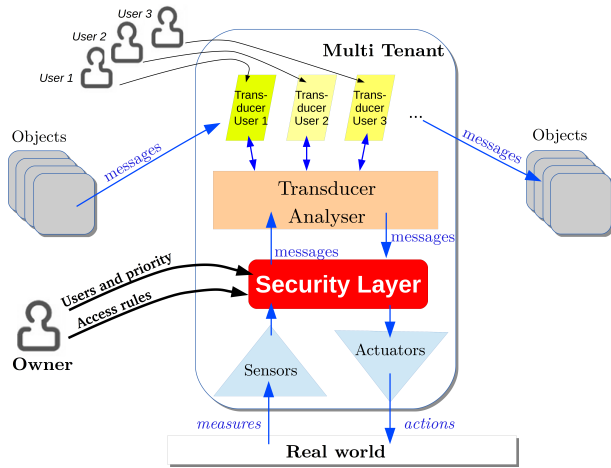 User 3
User 2
User 1
Multi Tenant
Trans-
ducer
User 1
Trans-
ducer
User 2
Trans-
ducer
User 3
...
Objects
messages
messages
Objects
Transducer
Analyser
messages
messages
Users and priority
Access rules
Security Layer
Owner
Sensors
Actuators
measures
actions
Real world